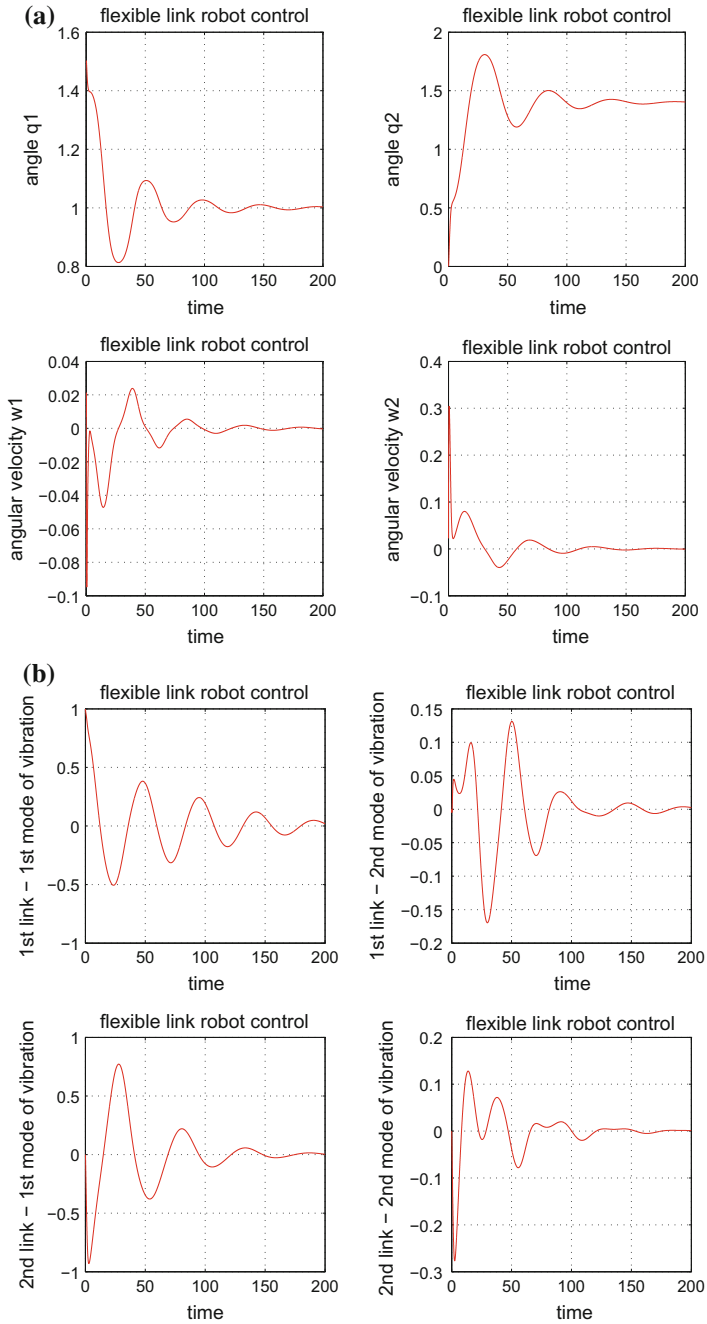 (a)
flexible link robot control
1.6
1.4
1.2
1
0.8
angle q1
0 50 100 150 200
time
flexible link robot control
2
1.5
1
0.5
0
angle q2
0 50 100 150 200
time
flexible link robot control
0.04
0.02
0
−0.02
−0.04
−0.06
−0.08
−0.1
angular velocity w1
0 50 100 150 200
time
flexible link robot control
0.4
0.3
0.2
0.1
0
−0.1
angular velocity w2
0 50 100 150 200
time
(b)
flexible link robot control
1
0.5
0
−0.5
−1
1st link − 1st mode of vibration
0 50 100 150 200
time
flexible link robot control
0.15
0.1
0.05
0
−0.05
−0.1
−0.15
−0.2
1st link − 2nd mode of vibration
0 50 100 150 200
time
flexible link robot control
1
0.5
0
−0.5
−1
2nd link − 1st mode of vibration
0 50 100 150 200
time
flexible link robot control
0.2
0.1
0
−0.1
−0.2
−0.3
2nd link − 2nd mode of vibration
0 50 100 150 200
time